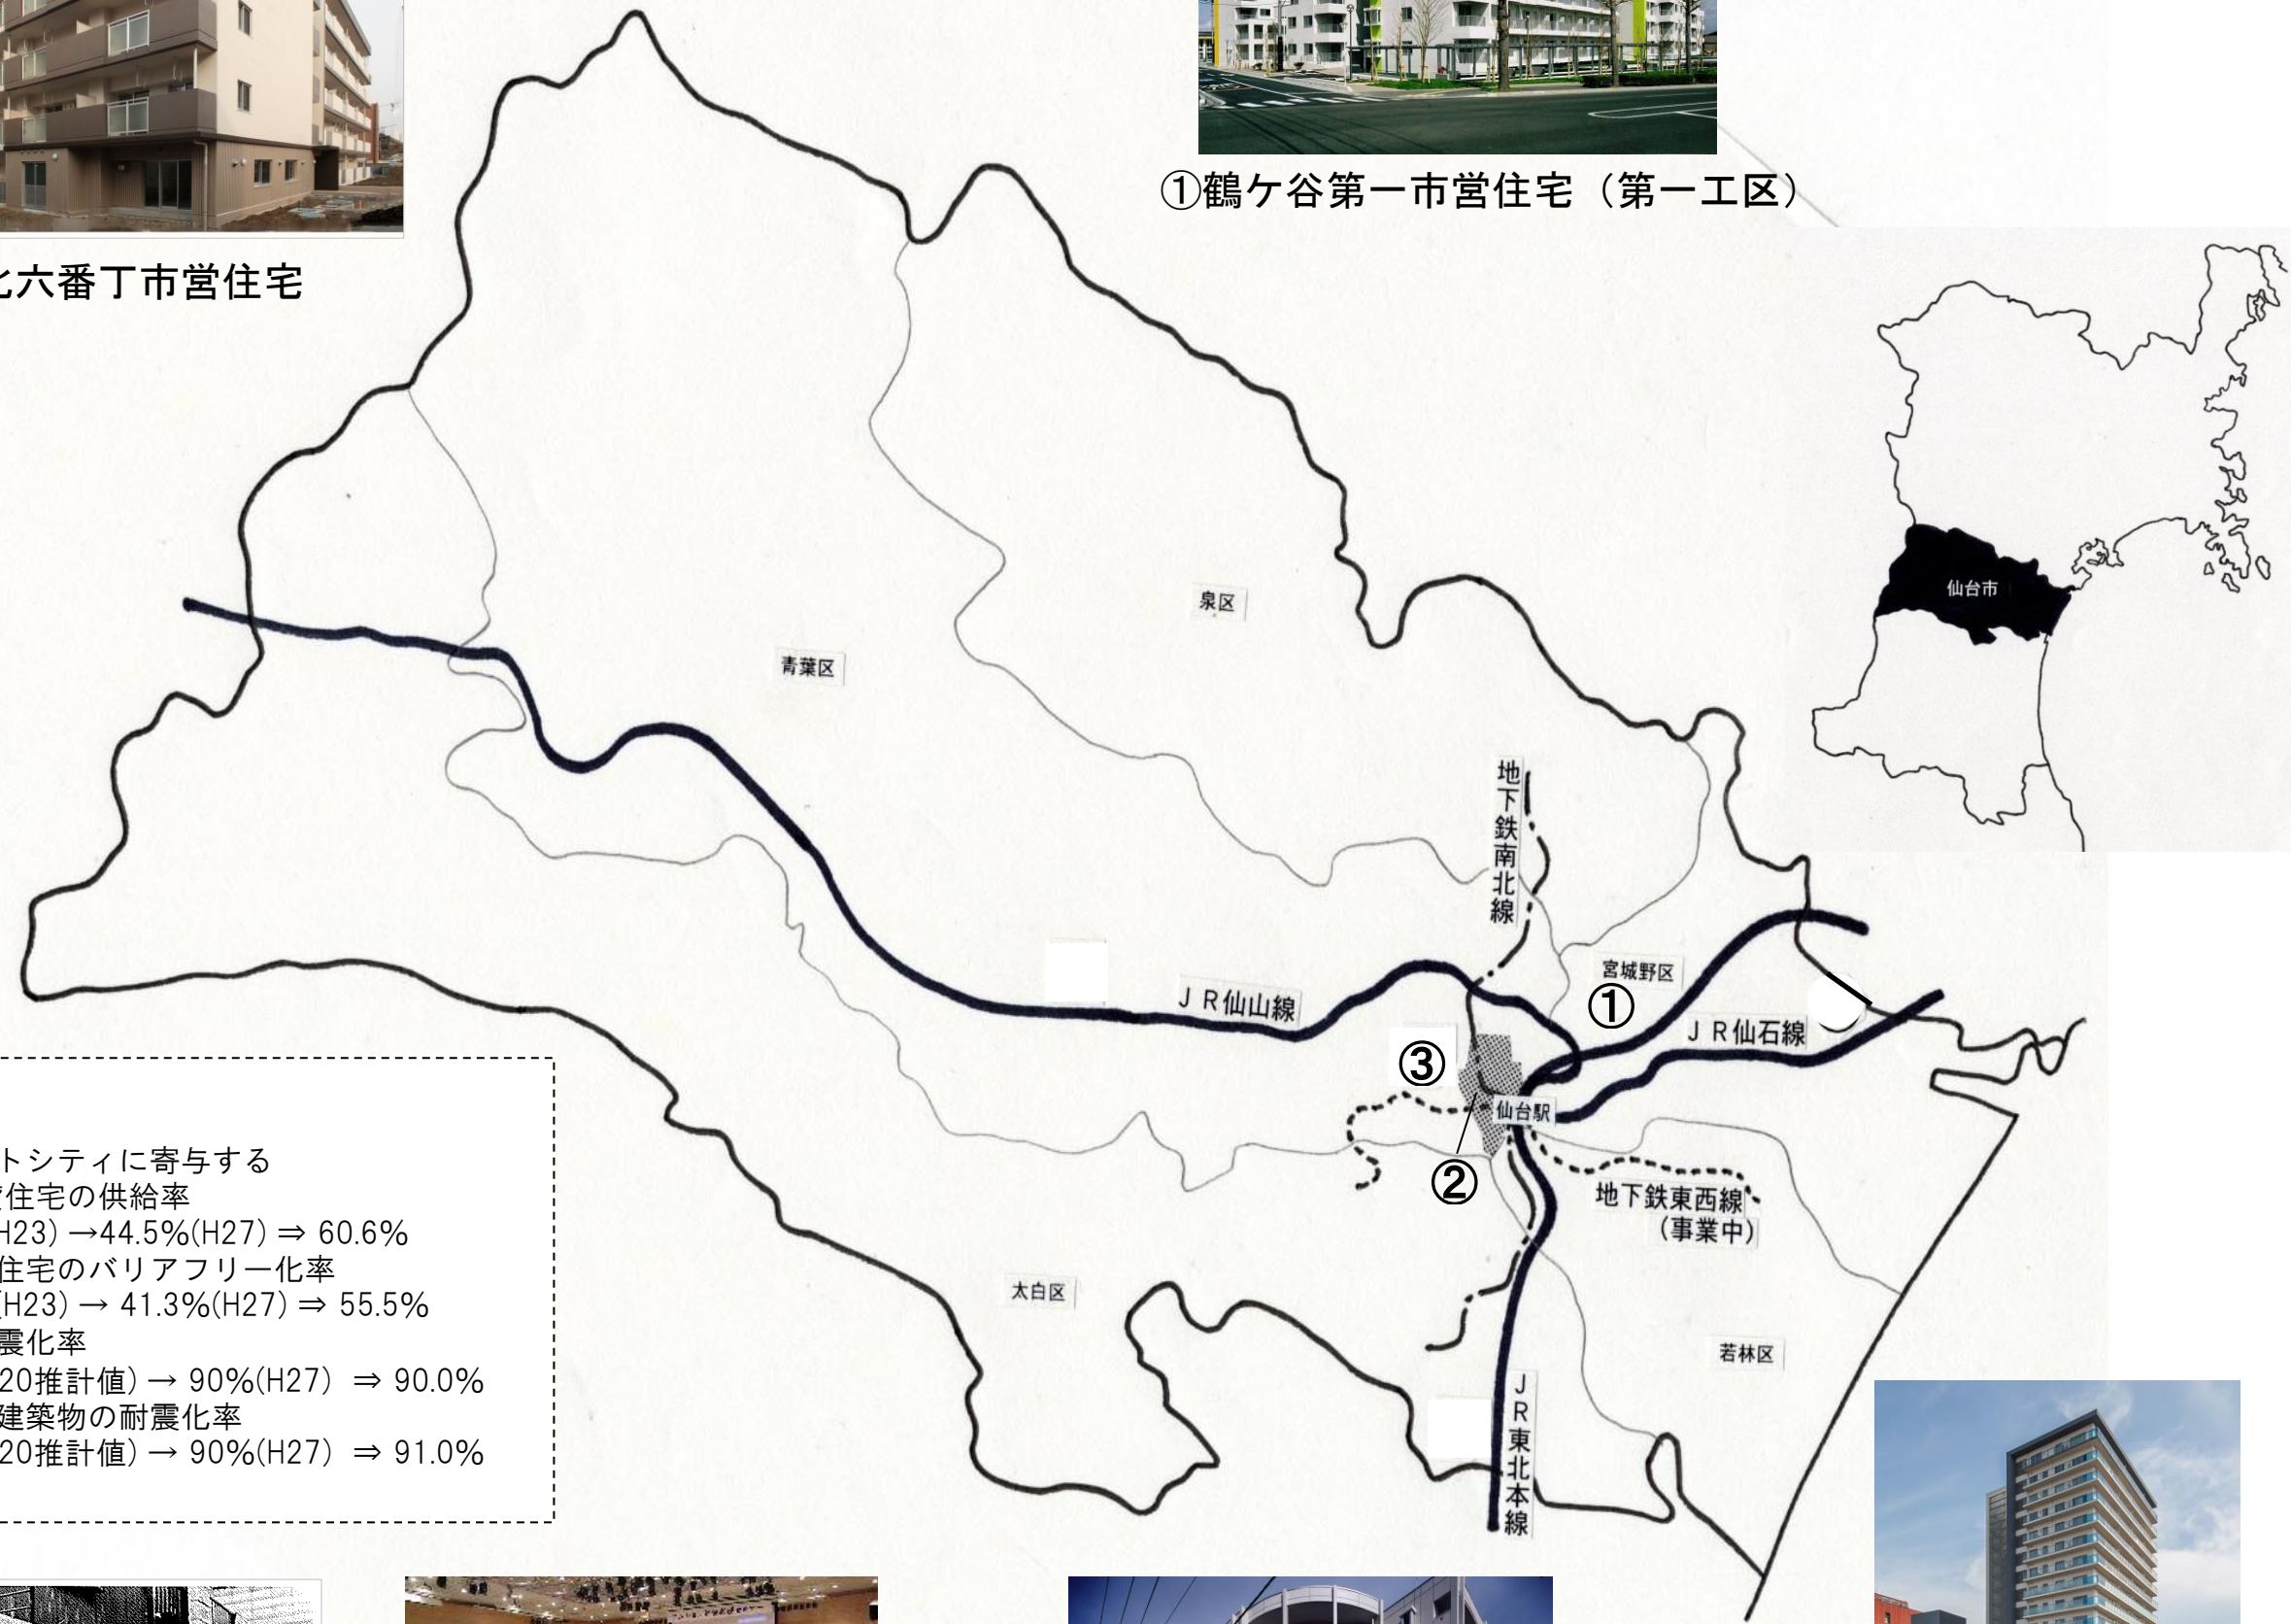 ①鶴ケ谷第一市営住宅（第一工区）
六番丁市営住宅
仙台市
泉区
青葉区
地下鉄南北線
宮城野区
①
ＪＲ仙山線
ＪＲ仙石線
③
仙台駅
②
地下鉄東西線
（事業中）
太白区
若林区
ＪＲ東北本線
トシティに寄与する
住宅の供給率
H23) →44.5%(H27) ⇒ 60.6%
住宅のバリアフリー化率
(H23) → 41.3%(H27) ⇒ 55.5%
震化率
20推計値) → 90%(H27) ⇒ 90.0%
建築物の耐震化率
20推計値) → 90%(H27) ⇒ 91.0%